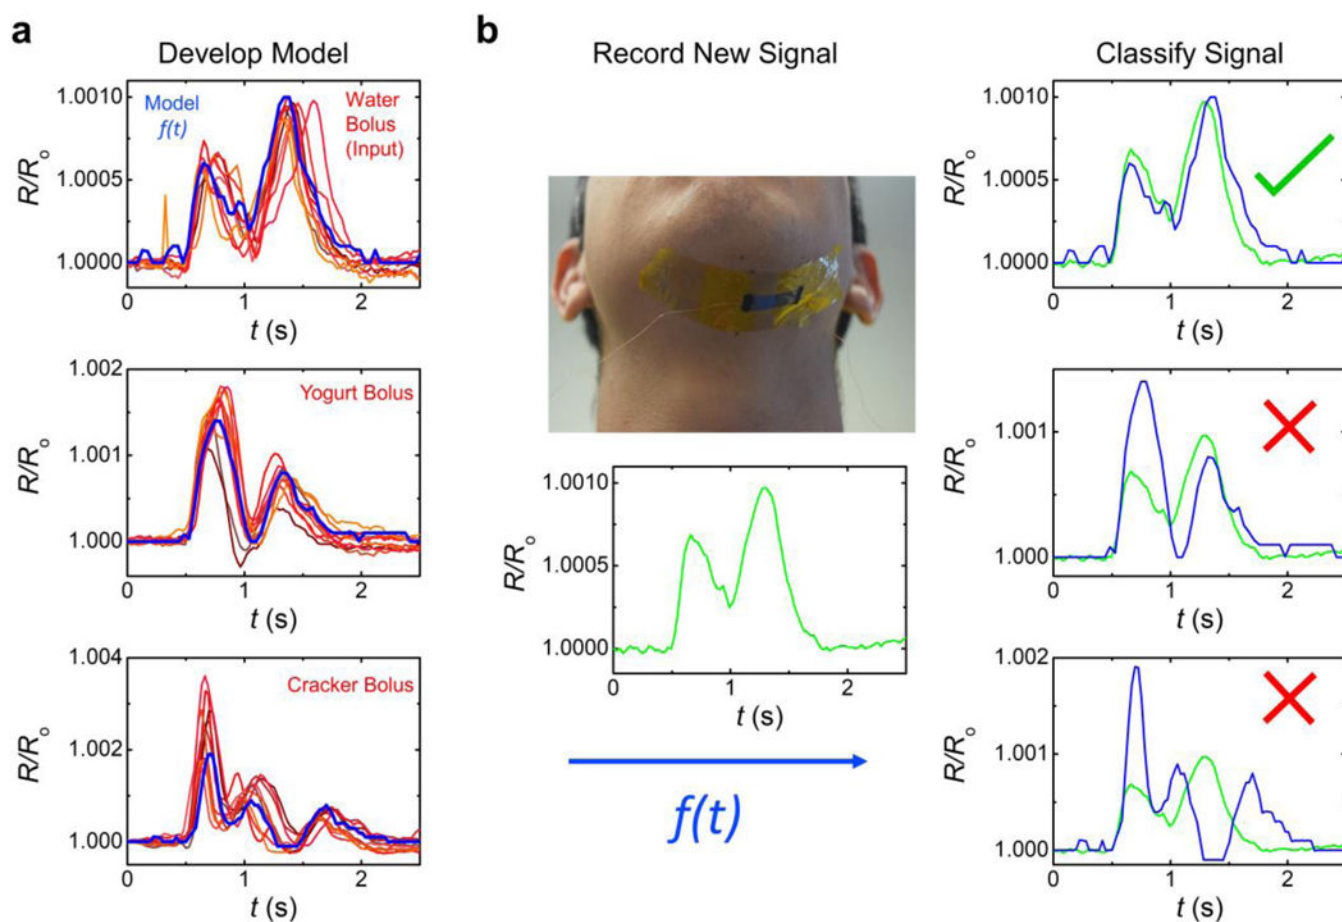 a
Develop Model
Model
f(t)
Water
Bolus
(Input)
1.0010
1.0005
1.0000
R/Ro
0 1 2
t (s)
Yogurt Bolus
1.002
1.001
1.000
R/Ro
0 1 2
t (s)
Cracker Bolus
1.004
1.002
1.000
R/Ro
0 1 2
t (s)
b
Record New Signal
1.0010
1.0005
1.0000
R/Ro
0 1 2
t (s)
f(t)
Classify Signal
1.0010
1.0005
1.0000
R/Ro
0 1 2
t (s)
1.001
1.000
R/Ro
0 1 2
t (s)
1.002
1.001
1.000
R/Ro
0 1 2
t (s)